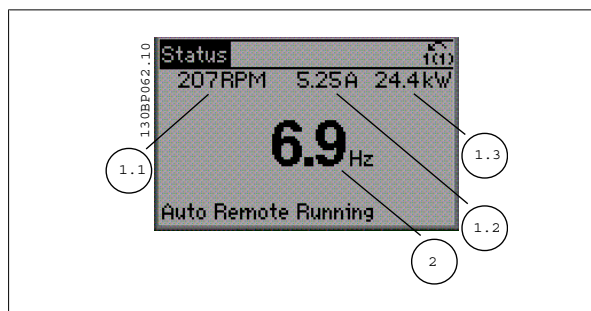 130BP062.10
Status 1(1)
207RPM 5.25A 24.4kW
6.9Hz
Auto Remote Running
1.1
1.3
1.2
2